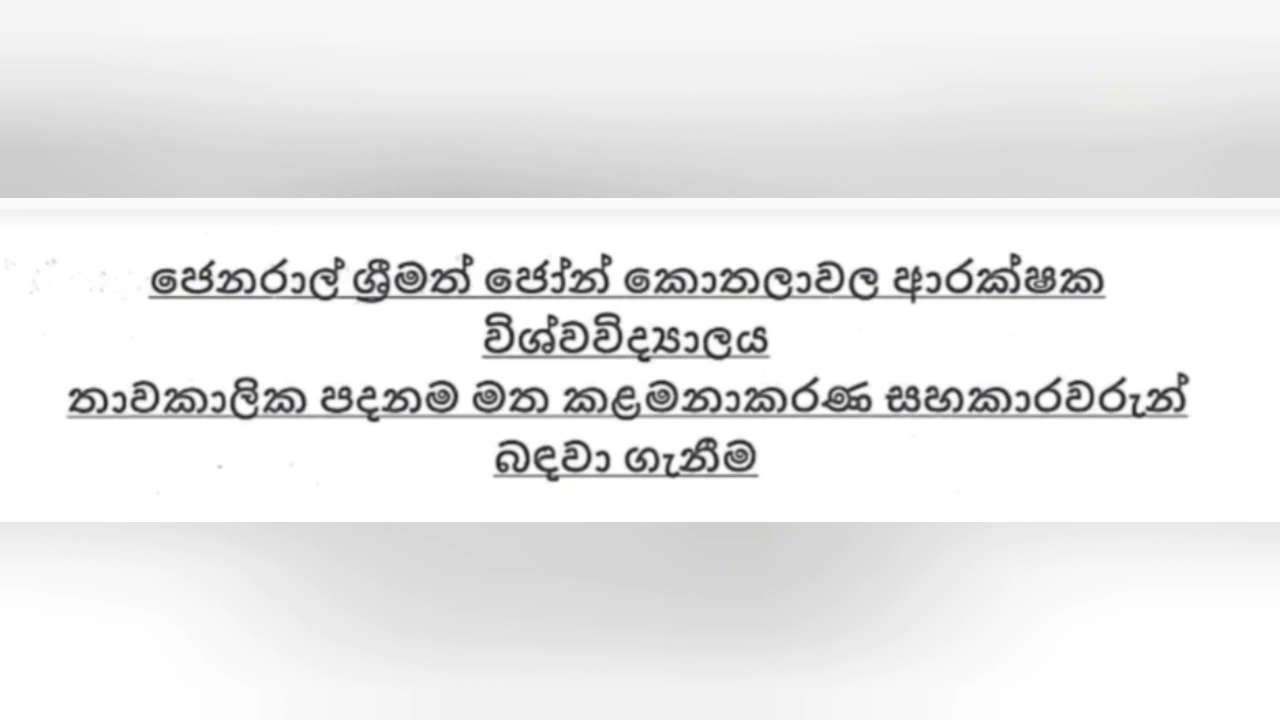 ජෙනරාල් ශ්‍රීමත් ජෝන් කොතලාවල ආරක්ෂක
විශ්වවිද්‍යාලය
තාවකාලික පදනම මත කළමනාකරණ සහකාරවරුන්
බඳවා ගැනීම